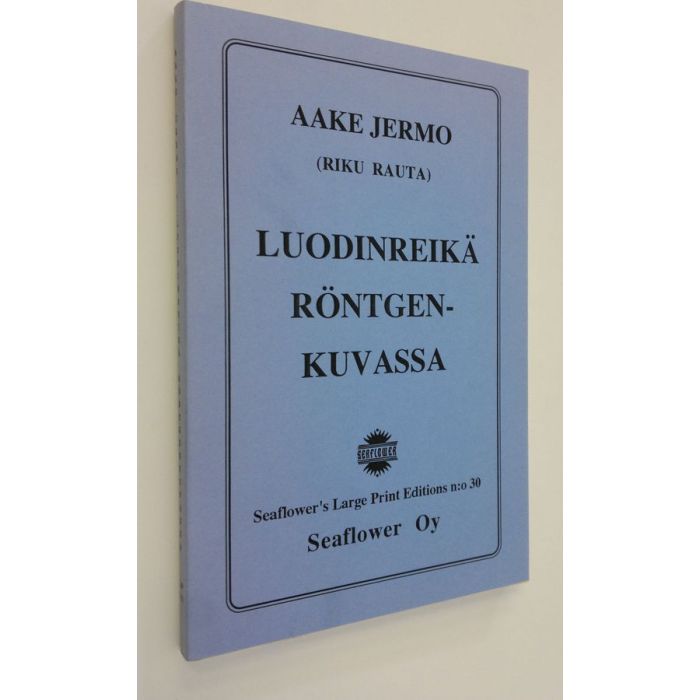 AAKE JERMO
(RIKU RAUTA)
LUODINREIKÄ
RÖNTGEN-
KUVASSA
SEAFLOWER
Seaflower's Large Print Editions n:o 30
Seaflower Oy